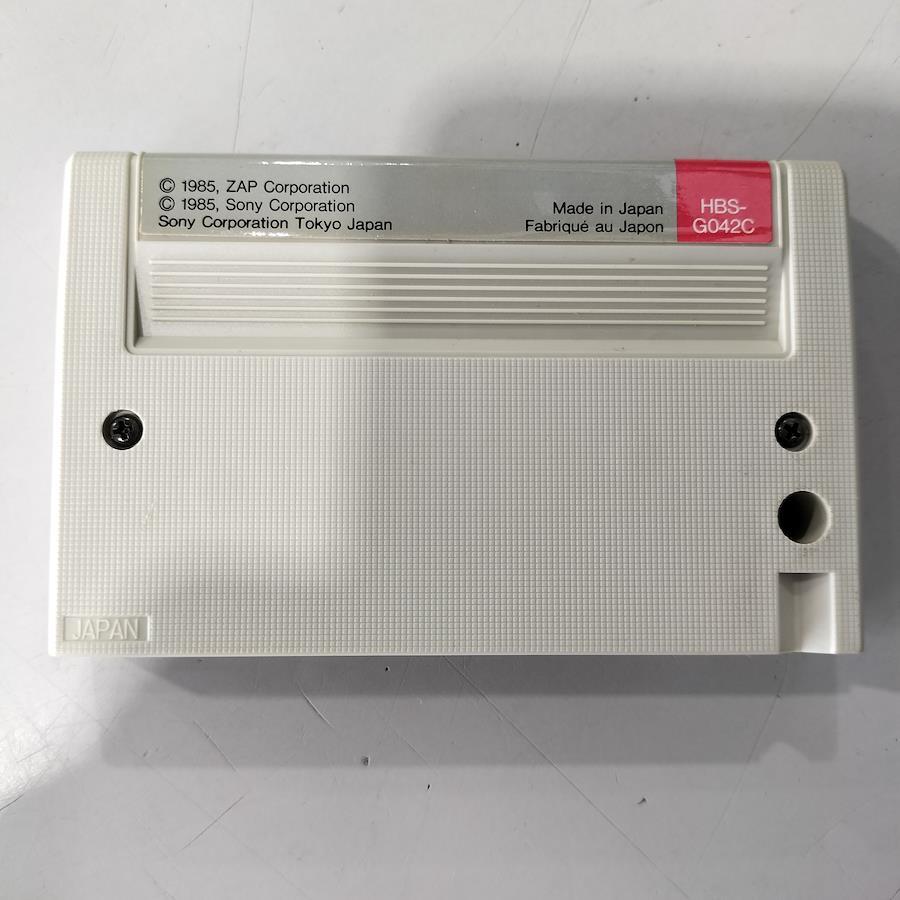 © 1985, ZAP Corporation
© 1985, Sony Corporation
Sony Corporation Tokyo Japan
Made in Japan
Fabriqué au Japon
HBS-
G042C
JAPAN